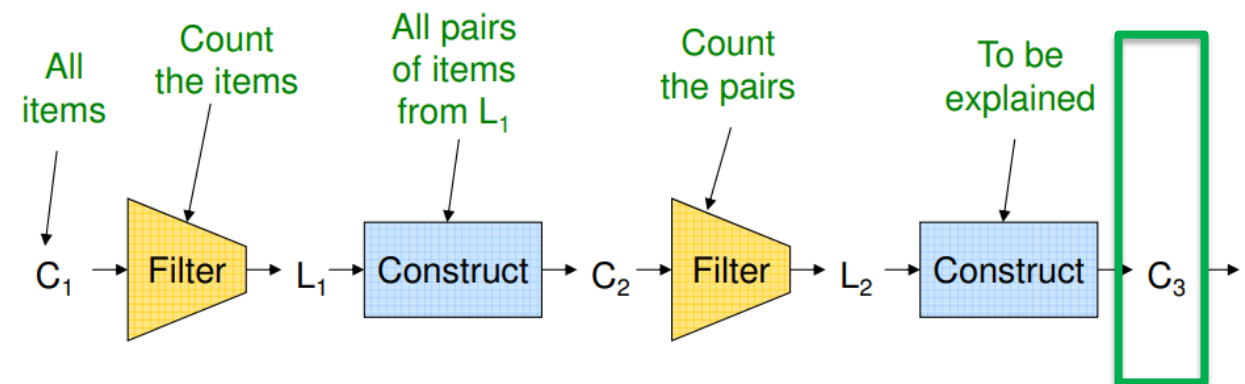 All
items
Count
the items
All pairs
of items
from L₁
Count
the pairs
To be
explained
C₁
Filter
L₁
Construct
C₂
Filter
L₂
Construct
C₃